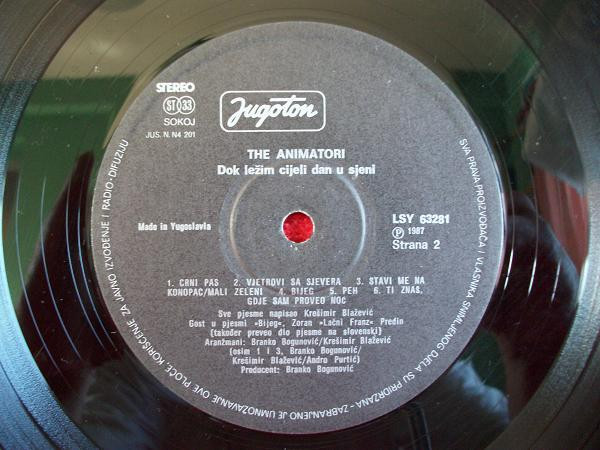 STEREO
ST 33
SOKOJ
JUS. N. N4 201
Jugoton
THE ANIMATORI
Dok ležim cijeli dan u sjeni
Made in Yugoslavia
LSY 63281
Ⓟ 1987
Strana 2
1. CRNI PAS 2. VJETROVI SA SJEVERA 3. STAVI ME NA
KONOPAC/MALI ZELENI 4. BIJEG 5. PEH 6. TI ZNAŠ,
GDJE SAM PROVEO NOC
Sve pjesme napisao Krešimir Blažević
Gost u pjesmi »Bijeg«, Zoran »Lačni Franz« Predin
(također preveo dio pjesme na slovenski)
Aranžmani: Branko Bogunović/Krešimir Blažević
(osim 1 i 3, Branko Bogunović/
Krešimir Blažević/Andro Purtić)
Producent: Branko Bogunović
SVA PRAVA PROIZVOĐAČA I VLASNIKA SNIMLJENOG DJELA SU PRIDRŽANA - ZABRANJENO JE UMNOŽAVANJE OVE PLOČE, KORIŠĆENJE ZA JAVNO IZVOĐENJE I RADIO-DIFUZIJU